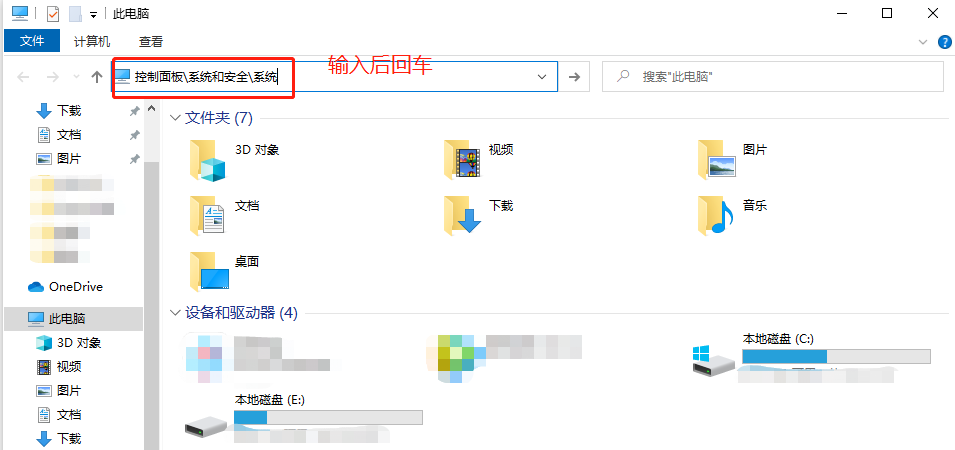 此电脑
文件 计算机 查看
控制面板\系统和安全\系统
输入后回车
搜索"此电脑"
下载
文档
图片
OneDrive
此电脑
3D 对象
视频
图片
文档
下载
文件夹 (7)
3D 对象
视频
图片
文档
下载
音乐
桌面
设备和驱动器 (4)
本地磁盘 (C:)
本地磁盘 (E:)